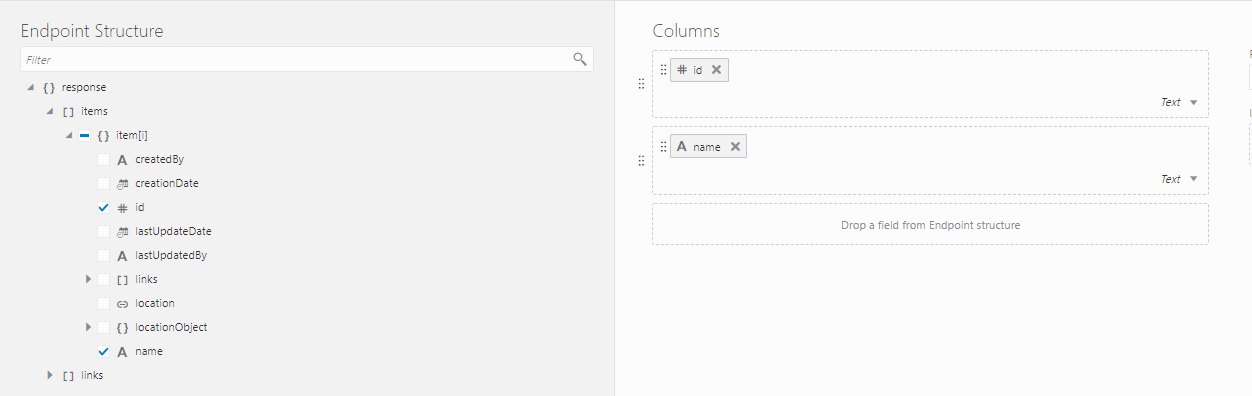 Endpoint Structure
Filter
{ } response
[ ] items
{ } item[i]
A createdBy
creationDate
# id
lastUpdateDate
A lastUpdatedBy
[ ] links
location
{ } locationObject
A name
[ ] links
Columns
# id
Text
A name
Text
Drop a field from Endpoint structure